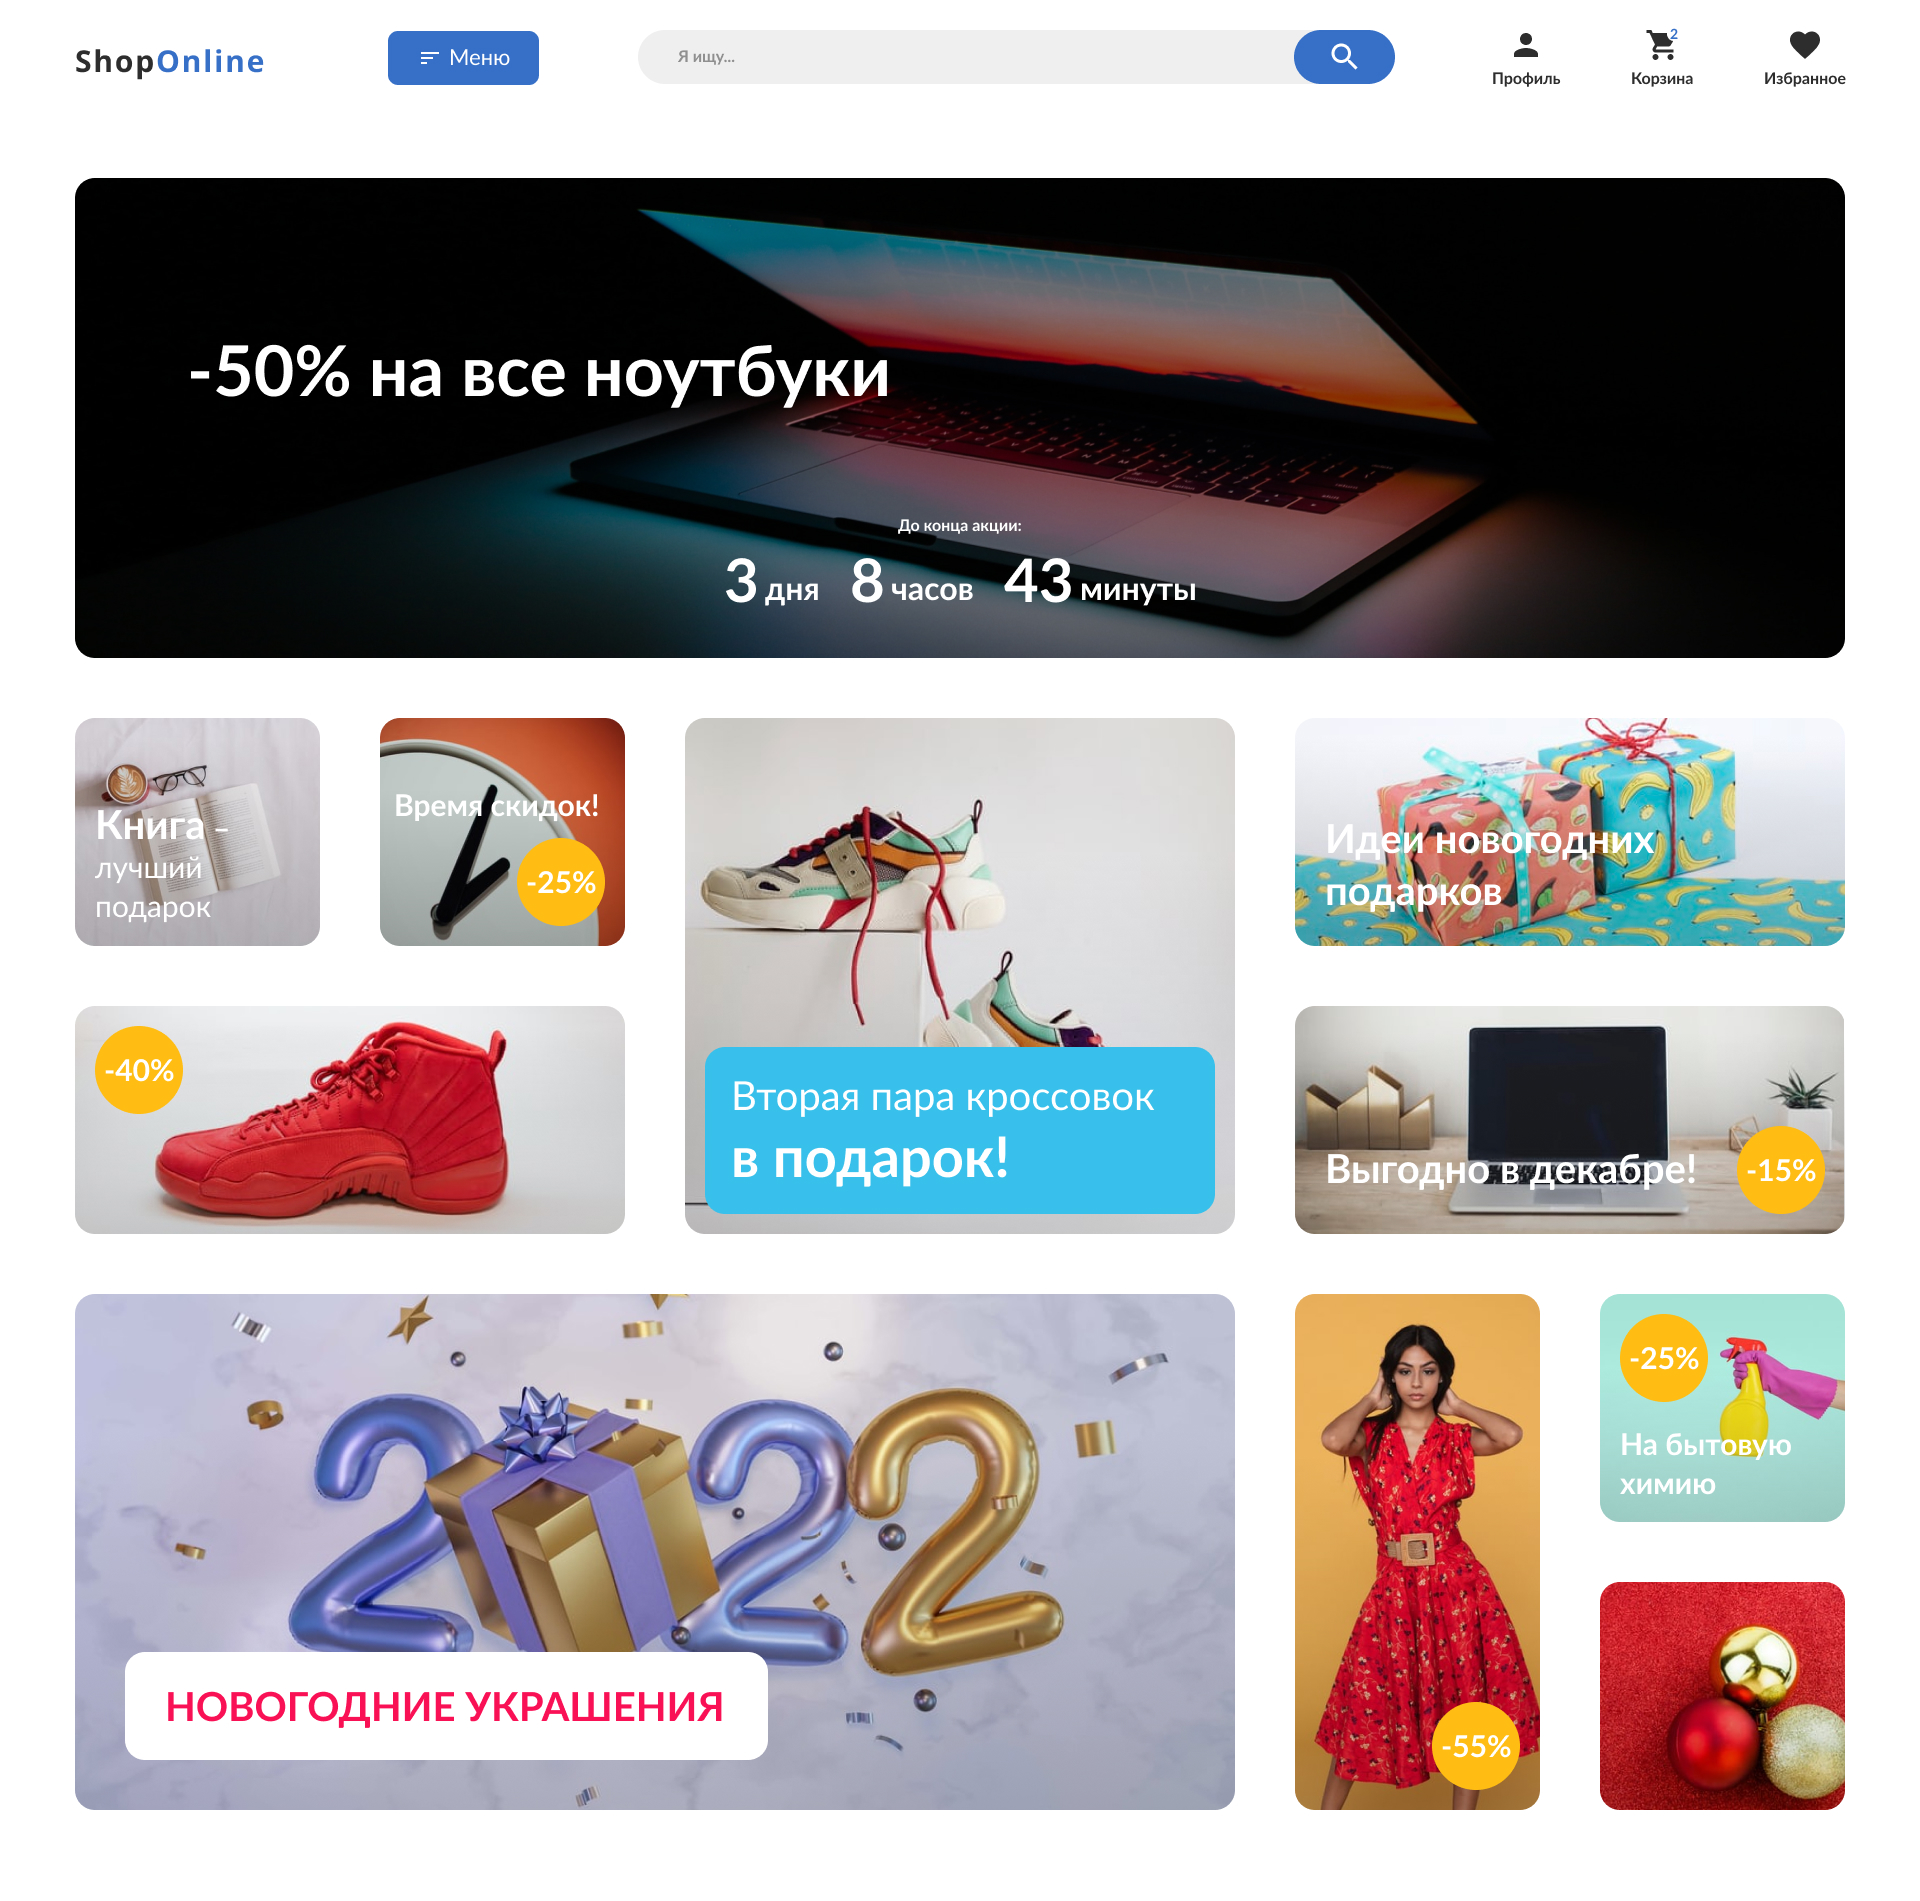 ShopOnline
Меню
Я ищу...
2
Профиль
Корзина
Избранное
-50% на все ноутбуки
До конца акции:
3 дня 8 часов 43 минуты
Книга –
лучший
подарок
Время скидок!
-25%
Идеи новогодних
подарков
-40%
Вторая пара кроссовок
в подарок!
Выгодно в декабре!
-15%
2 22
НОВОГОДНИЕ УКРАШЕНИЯ
-55%
-25%
На бытовую
химию